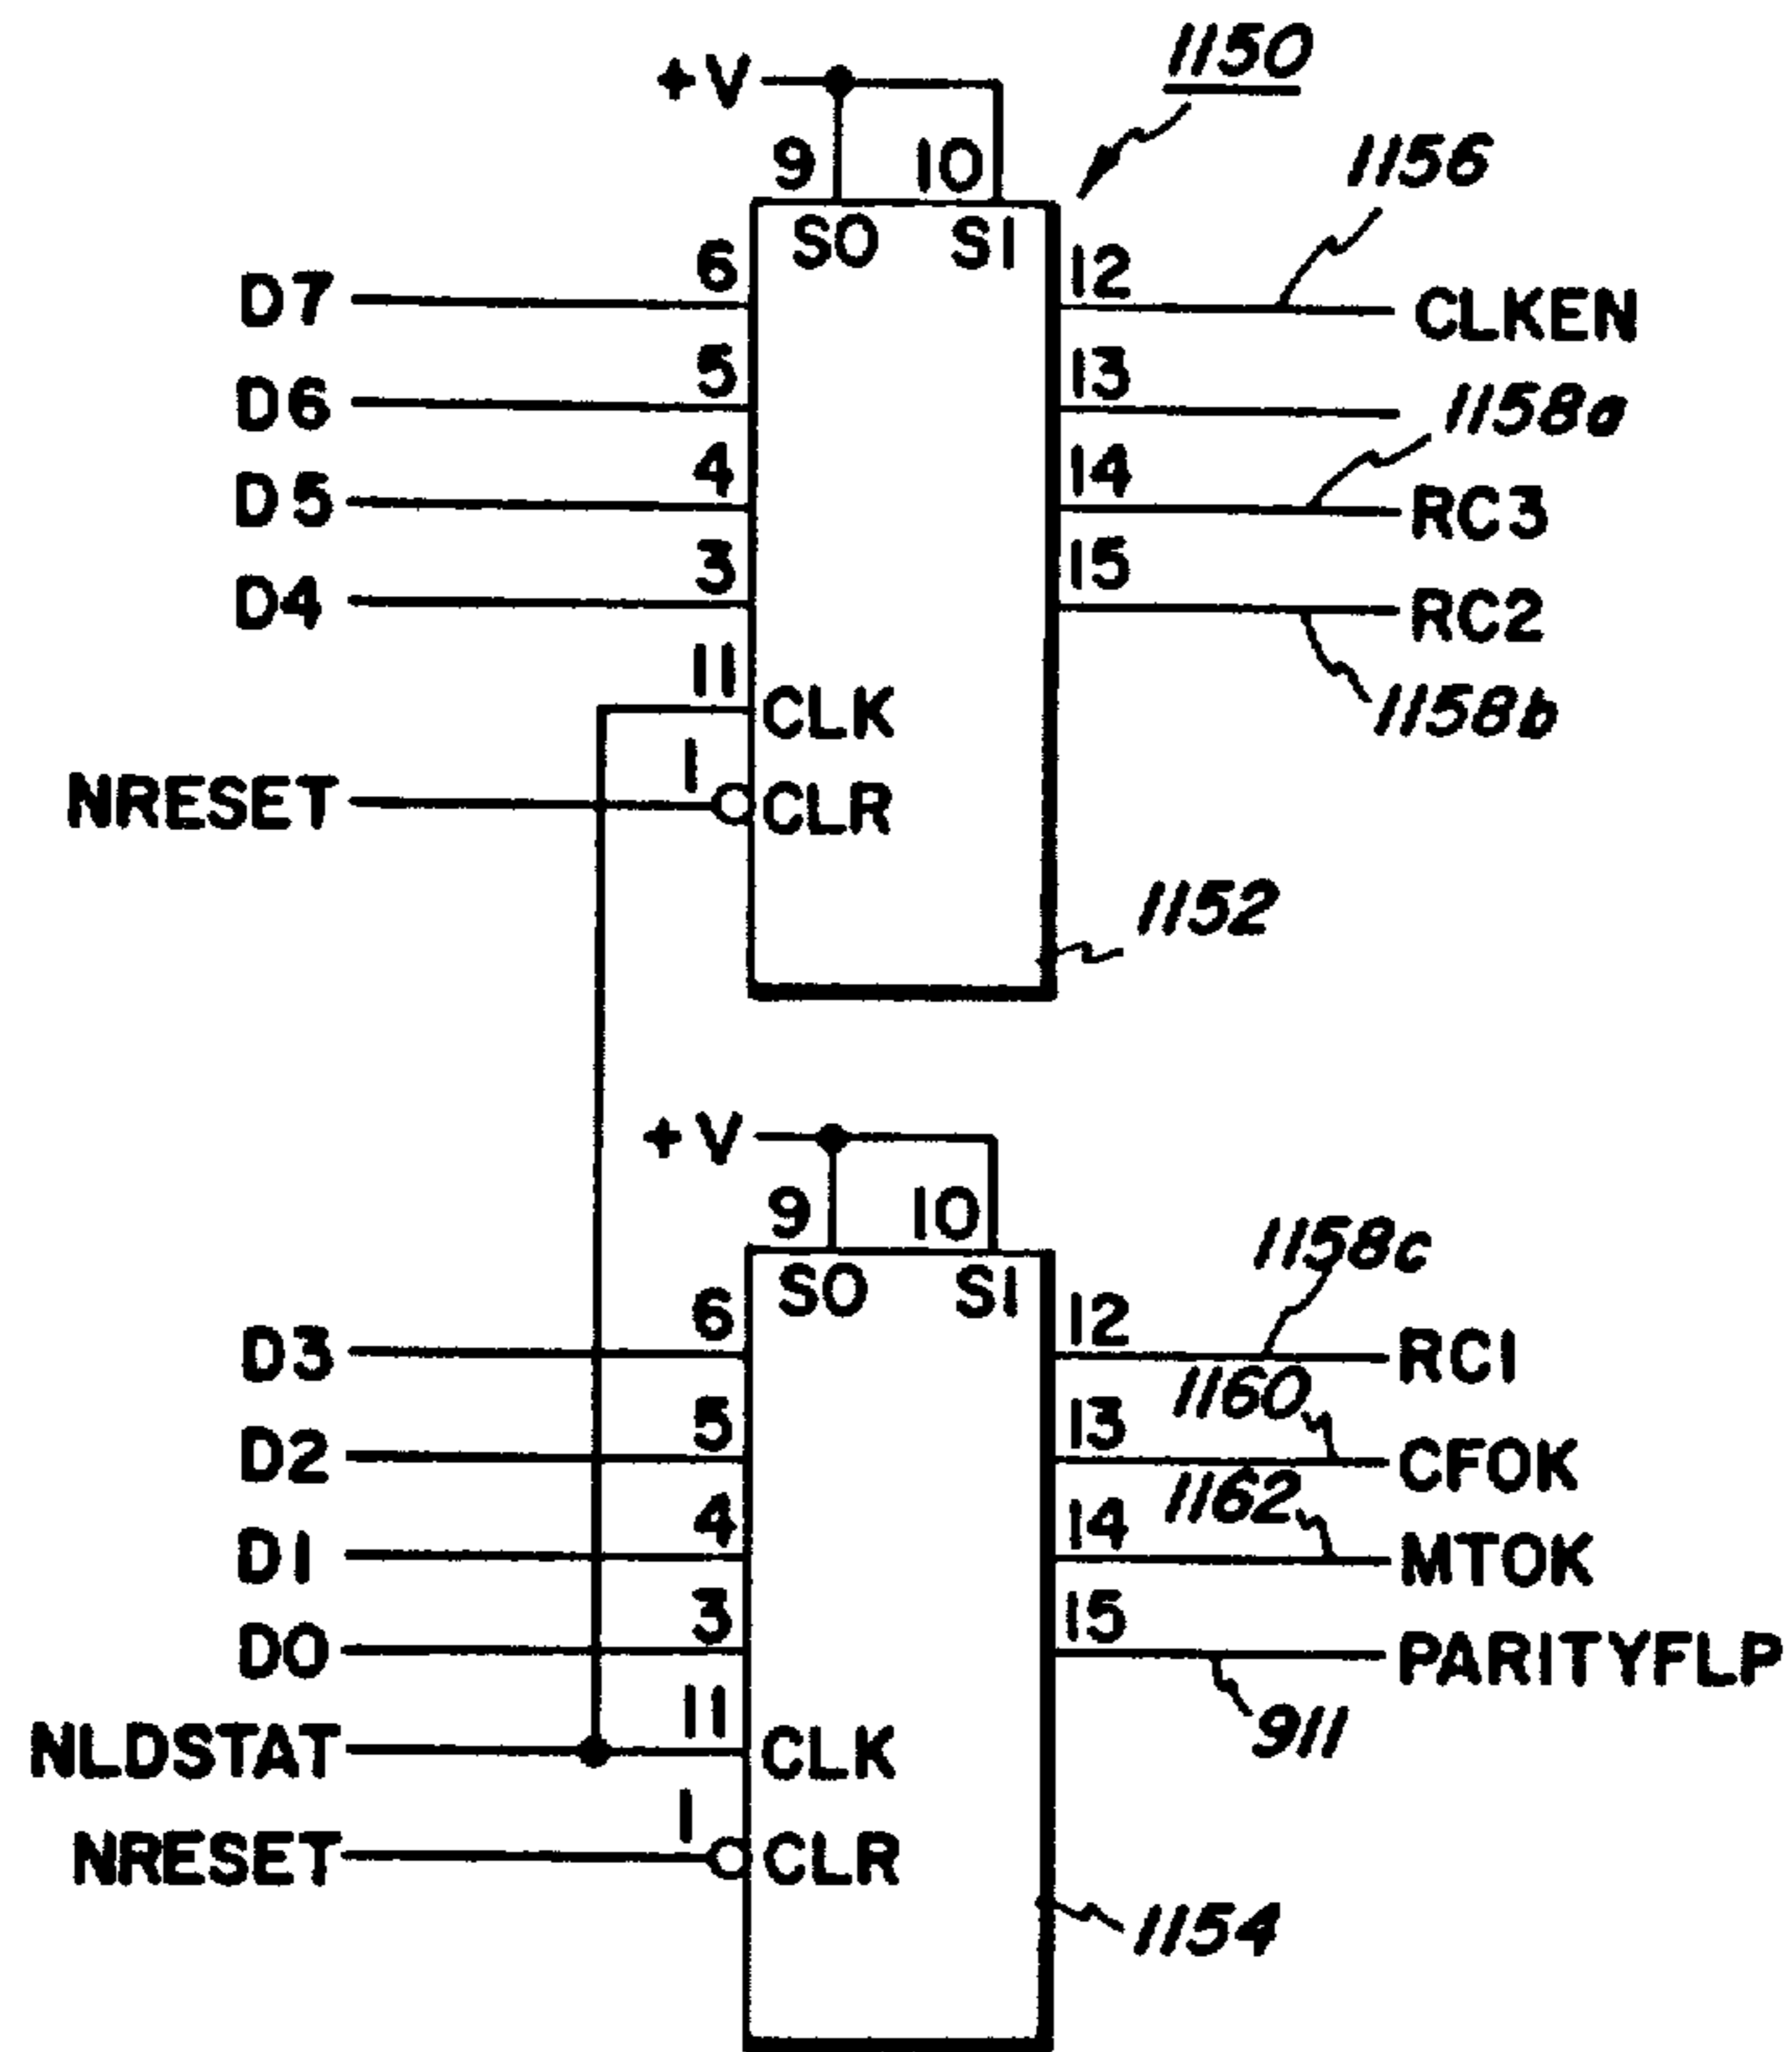 +V
1150
9 10
1156
SO SI
D7 6 12 CLKEN
D6 5 13
1158a
D5 4 14 RC3
D4 3 15 RC2
1158b
11 CLK
NRESET 1 CLR
1152
+V
9 10
1158c
SO SI
D3 6 12 RC1
1160
D2 5 13 CFOK
1162
D1 4 14 MTOK
D0 3 15 PARITYFLP
911
NLDSTAT 11 CLK
NRESET 1 CLR
1154